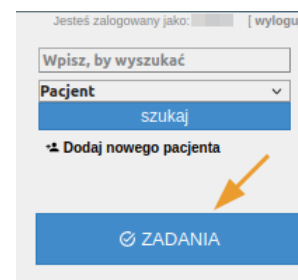 Jesteś zalogowany jako: [ wylogu
Wpisz, by wyszukać
Pacjent
szukaj
Dodaj nowego pacjenta
ZADANIA